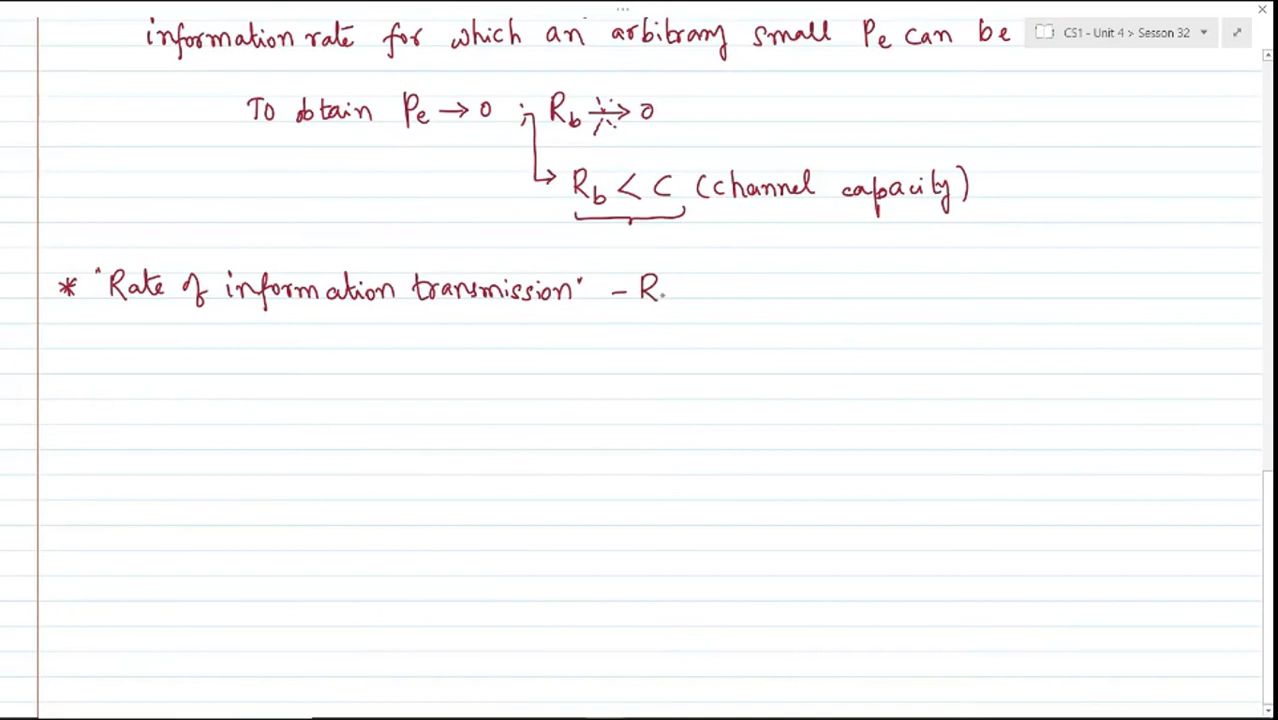 information rate for which an arbitrary small Pe can be
CS1 - Unit 4 > Sesson 32
To obtain Pe → 0 ; Rb → 0
Rb < C (channel capacity)
* "Rate of information transmission" - R.